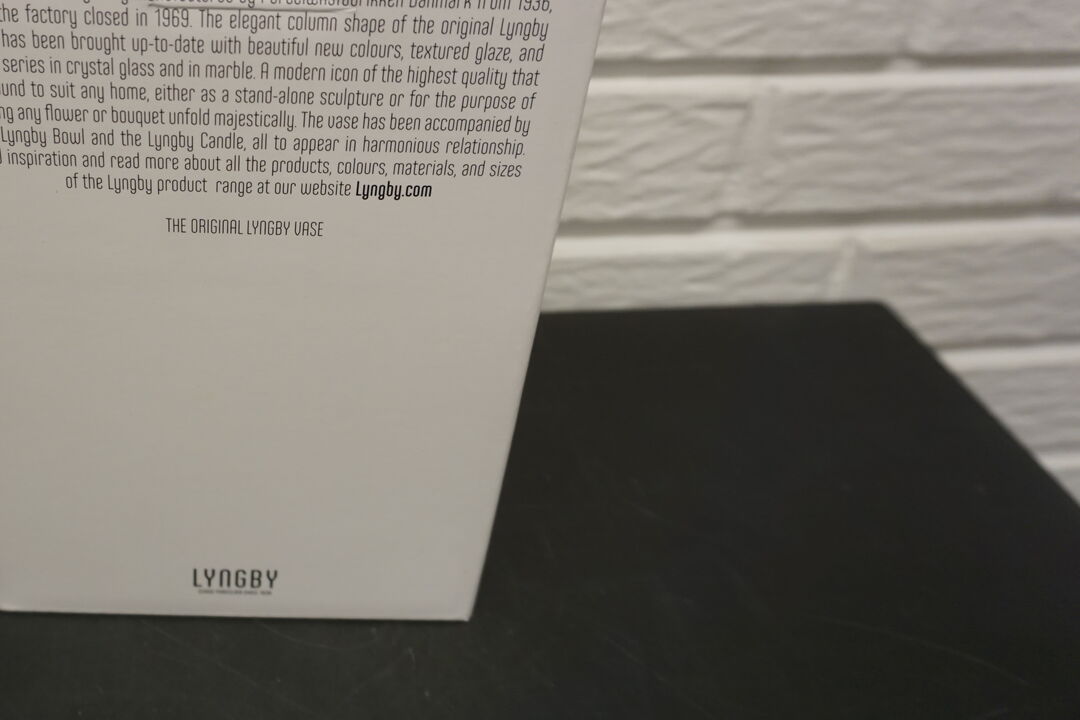 Danmark from 1936,
the factory closed in 1969. The elegant column shape of the original Lyngby
has been brought up-to-date with beautiful new colours, textured glaze, and
series in crystal glass and in marble. A modern icon of the highest quality that
to suit any home, either as a stand-alone sculpture or for the purpose of
any flower or bouquet unfold majestically. The vase has been accompanied by
Lyngby Bowl and the Lyngby Candle, all to appear in harmonious relationship.
inspiration and read more about all the products, colours, materials, and sizes
of the Lyngby product range at our website Lyngby.com
THE ORIGINAL LYNGBY VASE
LYNGBY